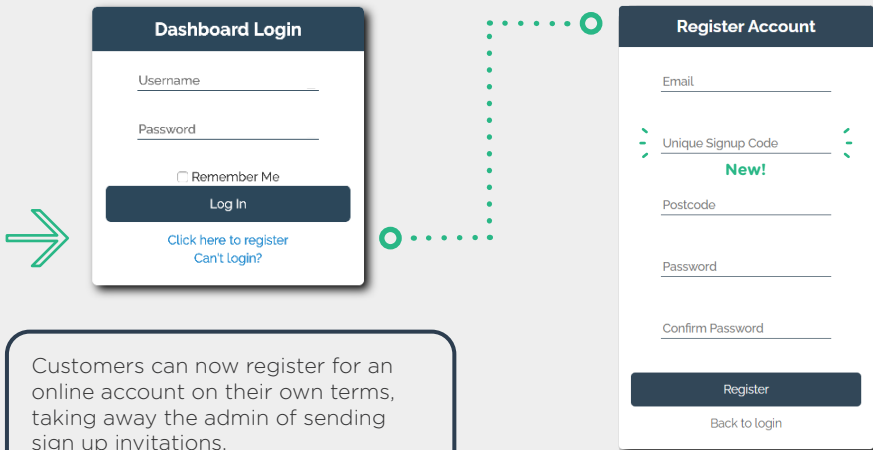 Dashboard Login
Username
Password
Remember Me
Log In
Click here to register
Can't login?
Customers can now register for an
online account on their own terms,
taking away the admin of sending
sign up invitations.
Register Account
Email
Unique Signup Code
New!
Postcode
Password
Confirm Password
Register
Back to login